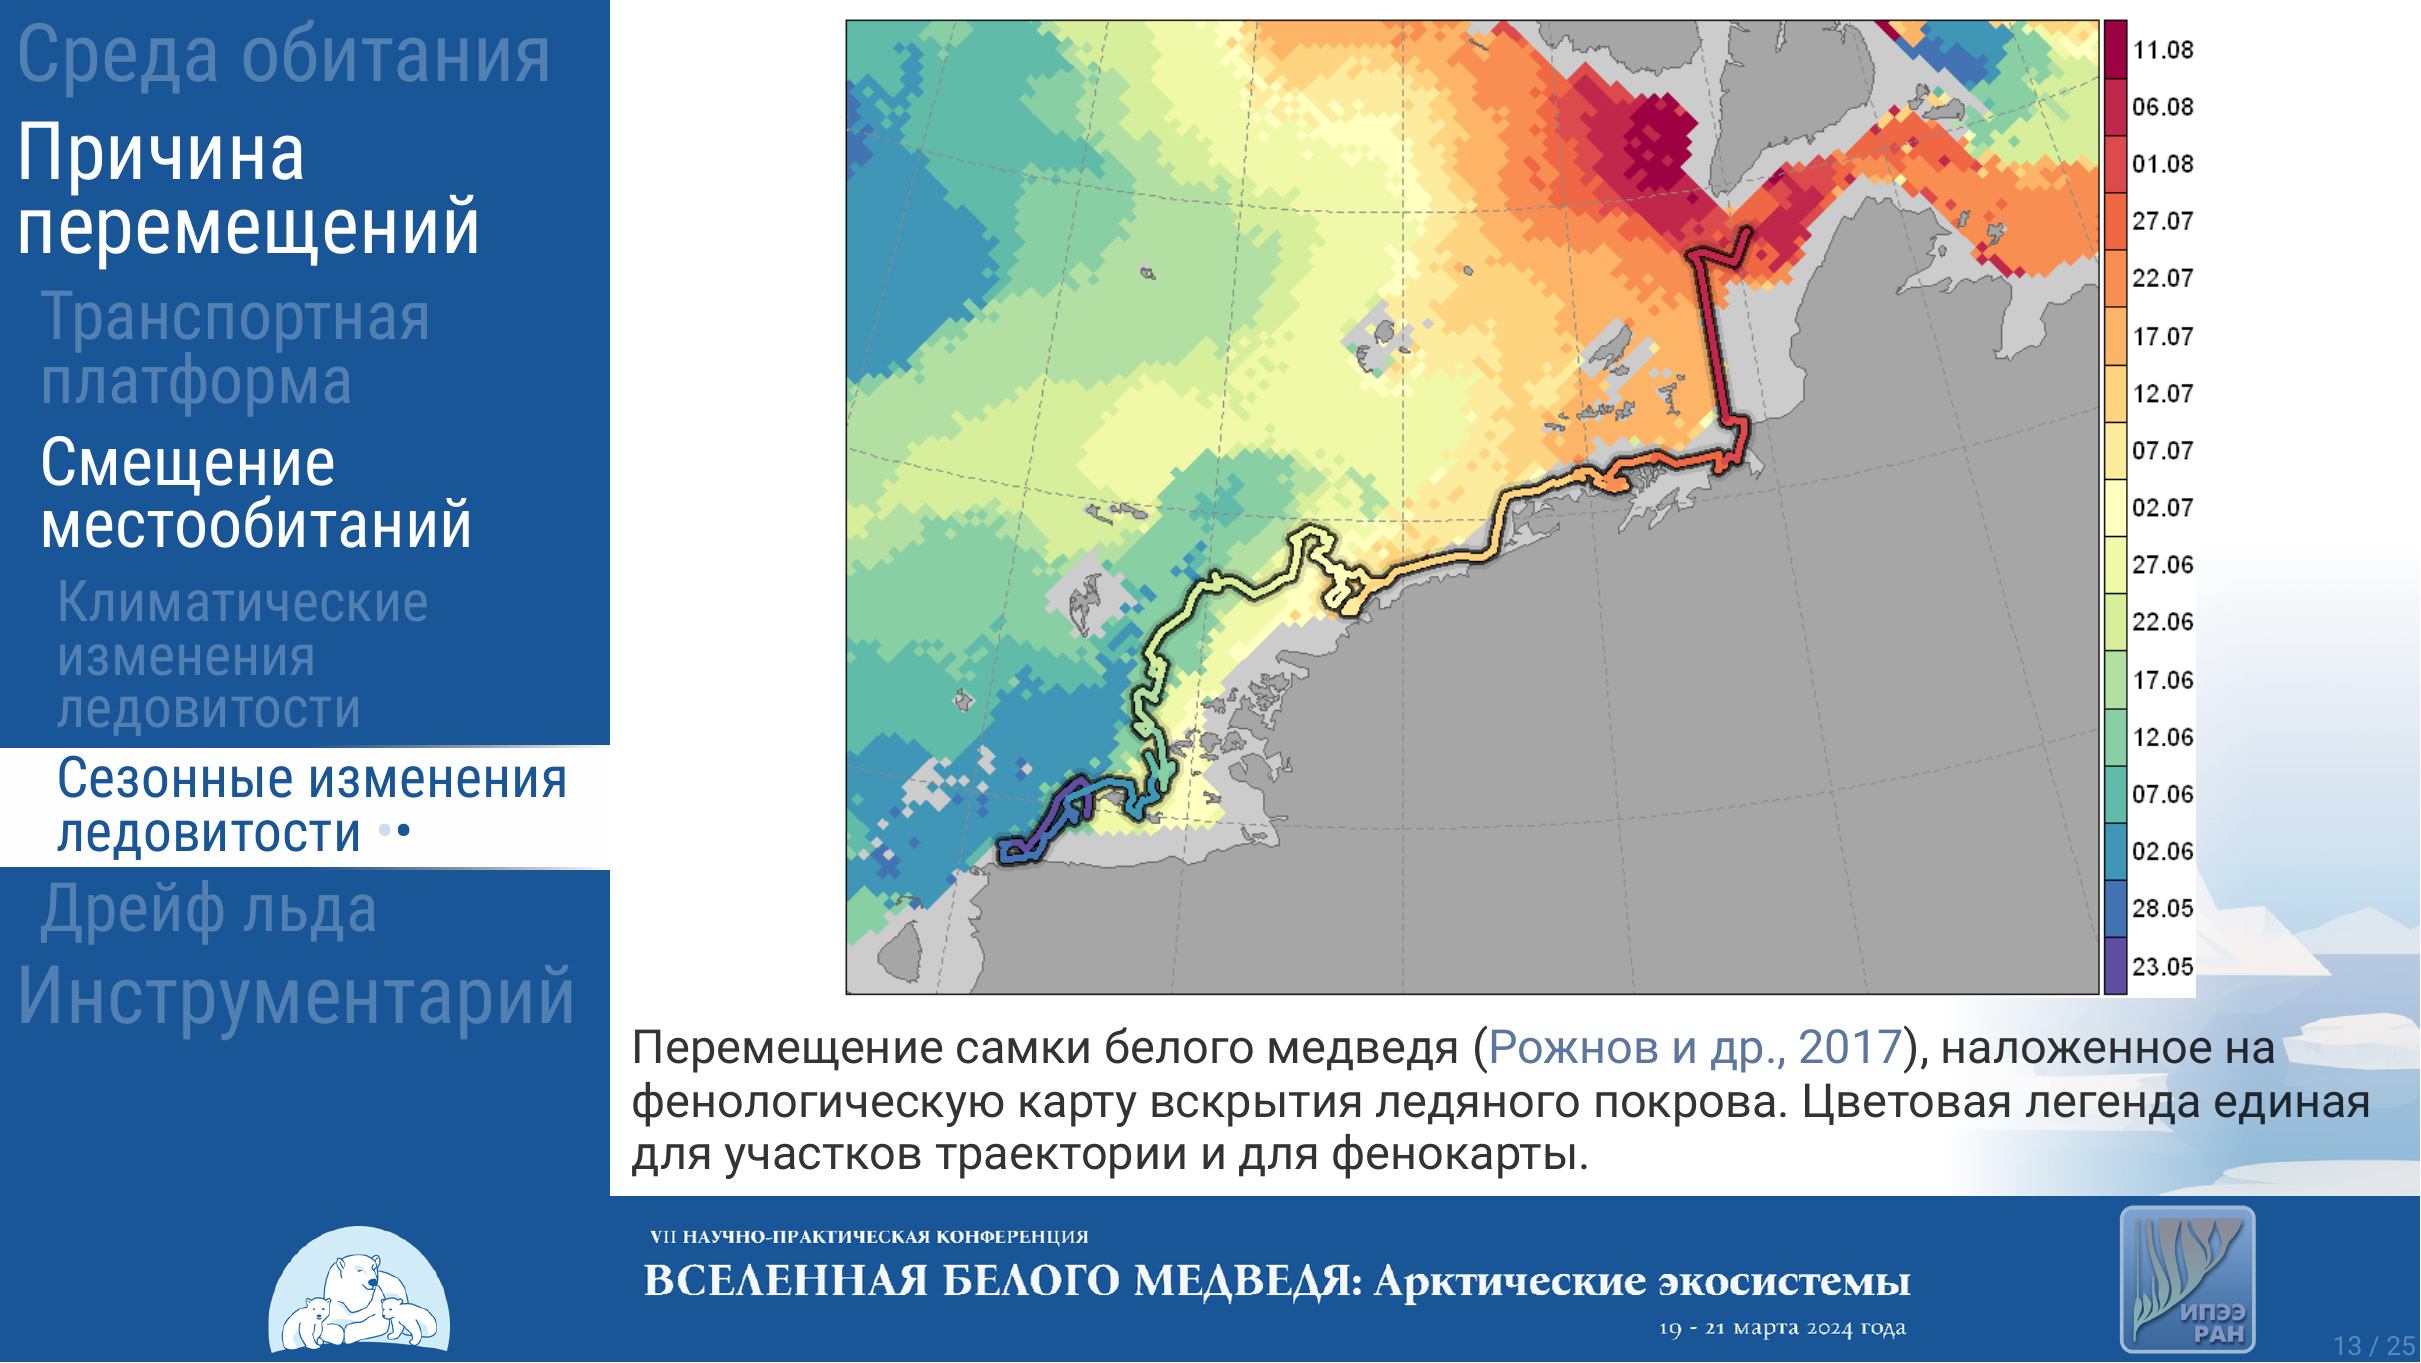 Среда обитания
Причина
перемещений
Транспортная
платформа
Смещение
местообитаний
Климатические
изменения
ледовитости
Сезонные изменения
ледовитости
Дрейф льда
Инструментарий
11.08
06.08
01.08
27.07
22.07
17.07
12.07
07.07
02.07
27.06
22.06
17.06
12.06
07.06
02.06
28.05
23.05
Перемещение самки белого медведя (Рожнов и др., 2017), наложенное на
фенологическую карту вскрытия ледяного покрова. Цветовая легенда единая
для участков траектории и для фенокарты.
VII НАУЧНО-ПРАКТИЧЕСКАЯ КОНФЕРЕНЦИЯ
ВСЕЛЕННАЯ БЕЛОГО МЕДВЕДЯ: Арктические экосистемы
19 - 21 марта 2024 года
ИПЭЭ
РАН
13 / 25